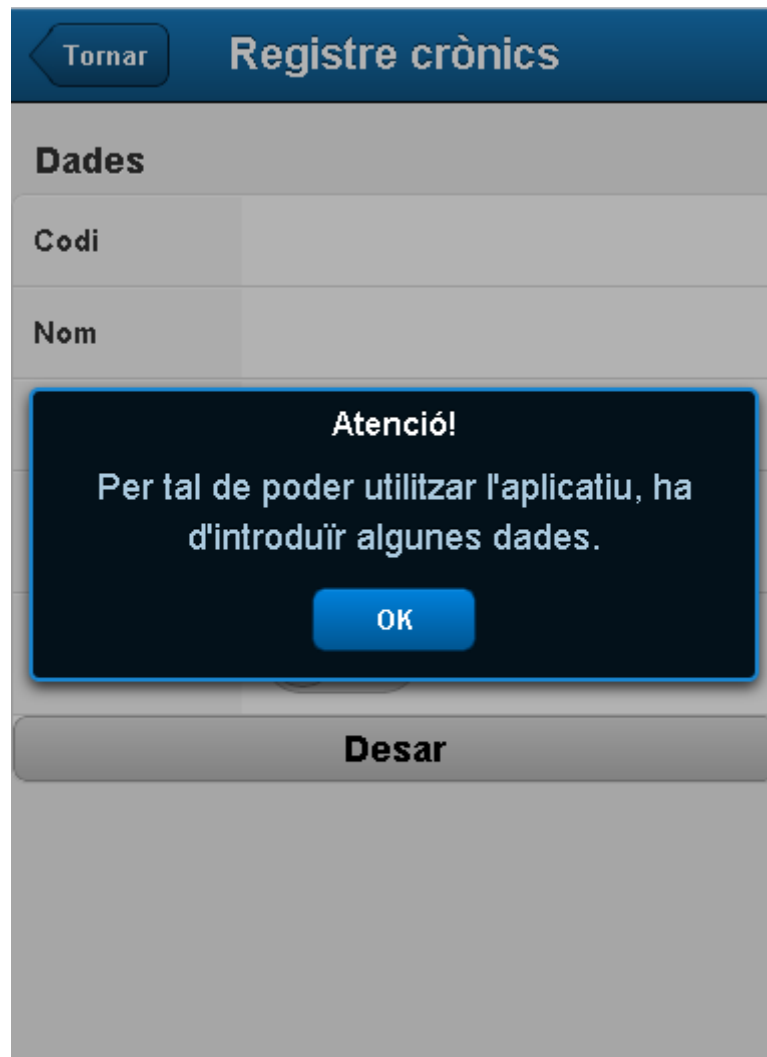 Tornar
Registre crònics
Dades
Codi
Nom
Atenció!
Per tal de poder utilitzar l'aplicatiu, ha
d'introduïr algunes dades.
OK
Desar